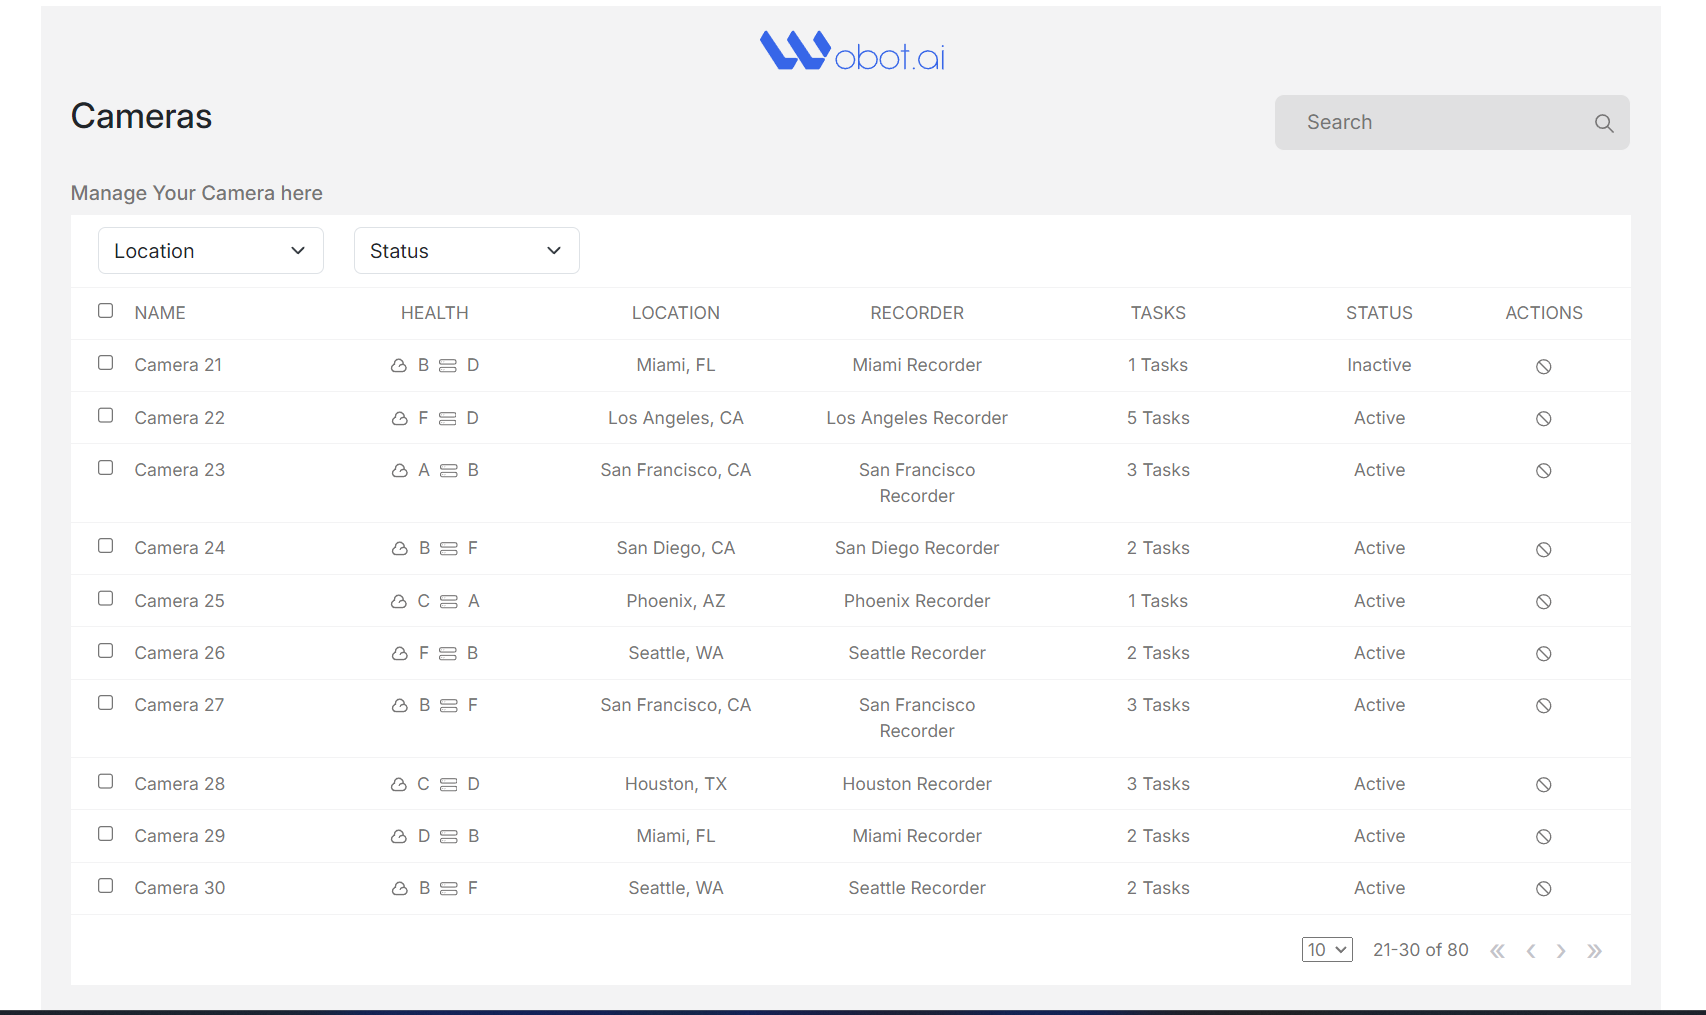 Wobot.ai
Cameras
Search
Manage Your Camera here
Location Status
NAME HEALTH LOCATION RECORDER TASKS STATUS ACTIONS
Camera 21 B D Miami, FL Miami Recorder 1 Tasks Inactive
Camera 22 F D Los Angeles, CA Los Angeles Recorder 5 Tasks Active
Camera 23 A B San Francisco, CA San Francisco 3 Tasks Active
Recorder
Camera 24 B F San Diego, CA San Diego Recorder 2 Tasks Active
Camera 25 C A Phoenix, AZ Phoenix Recorder 1 Tasks Active
Camera 26 F B Seattle, WA Seattle Recorder 2 Tasks Active
Camera 27 B F San Francisco, CA San Francisco 3 Tasks Active
Recorder
Camera 28 C D Houston, TX Houston Recorder 3 Tasks Active
Camera 29 D B Miami, FL Miami Recorder 2 Tasks Active
Camera 30 B F Seattle, WA Seattle Recorder 2 Tasks Active
10 21-30 of 80 « ‹ › »